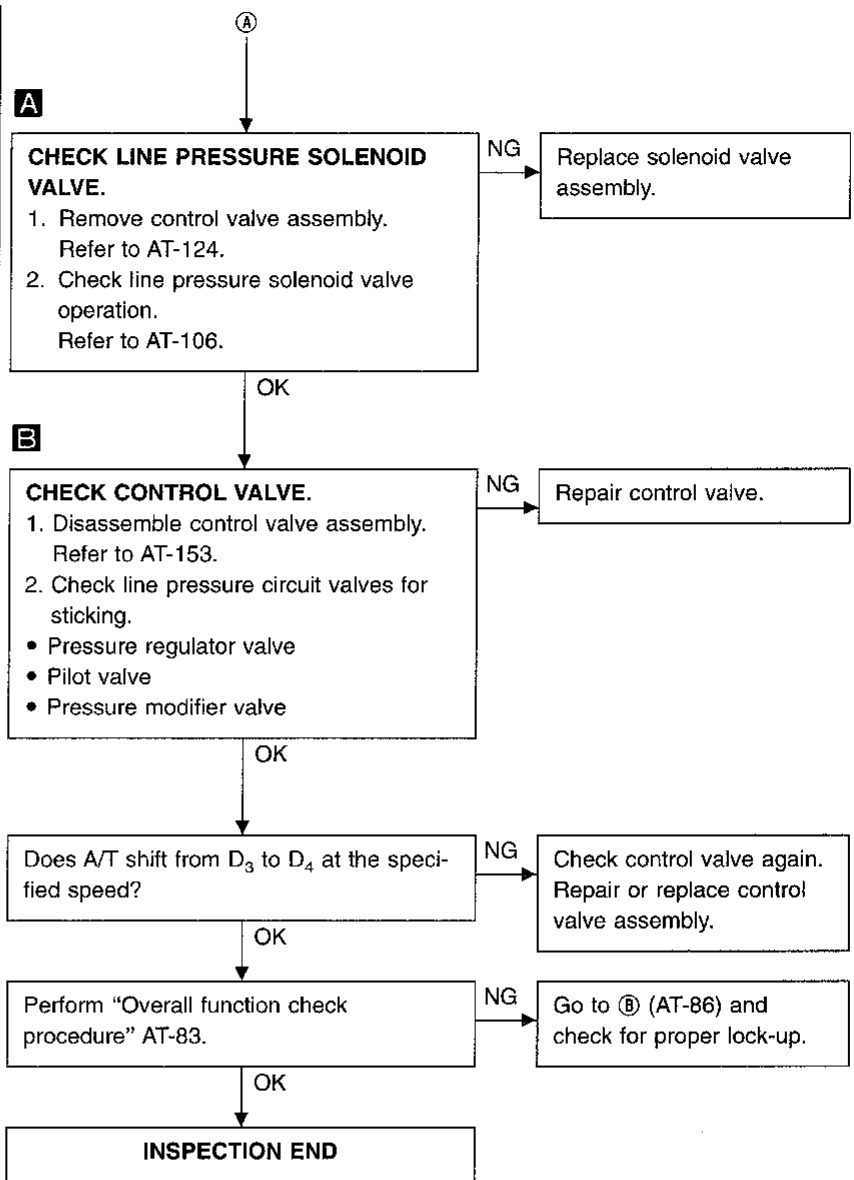 Ⓐ
A
CHECK LINE PRESSURE SOLENOID
VALVE.
1. Remove control valve assembly.
Refer to AT-124.
2. Check line pressure solenoid valve
operation.
Refer to AT-106.
NG
Replace solenoid valve
assembly.
OK
B
CHECK CONTROL VALVE.
1. Disassemble control valve assembly.
Refer to AT-153.
2. Check line pressure circuit valves for
sticking.
• Pressure regulator valve
• Pilot valve
• Pressure modifier valve
NG
Repair control valve.
OK
Does A/T shift from D₃ to D₄ at the speci-
fied speed?
NG
Check control valve again.
Repair or replace control
valve assembly.
OK
Perform “Overall function check
procedure” AT-83.
NG
Go to Ⓑ (AT-86) and
check for proper lock-up.
OK
INSPECTION END